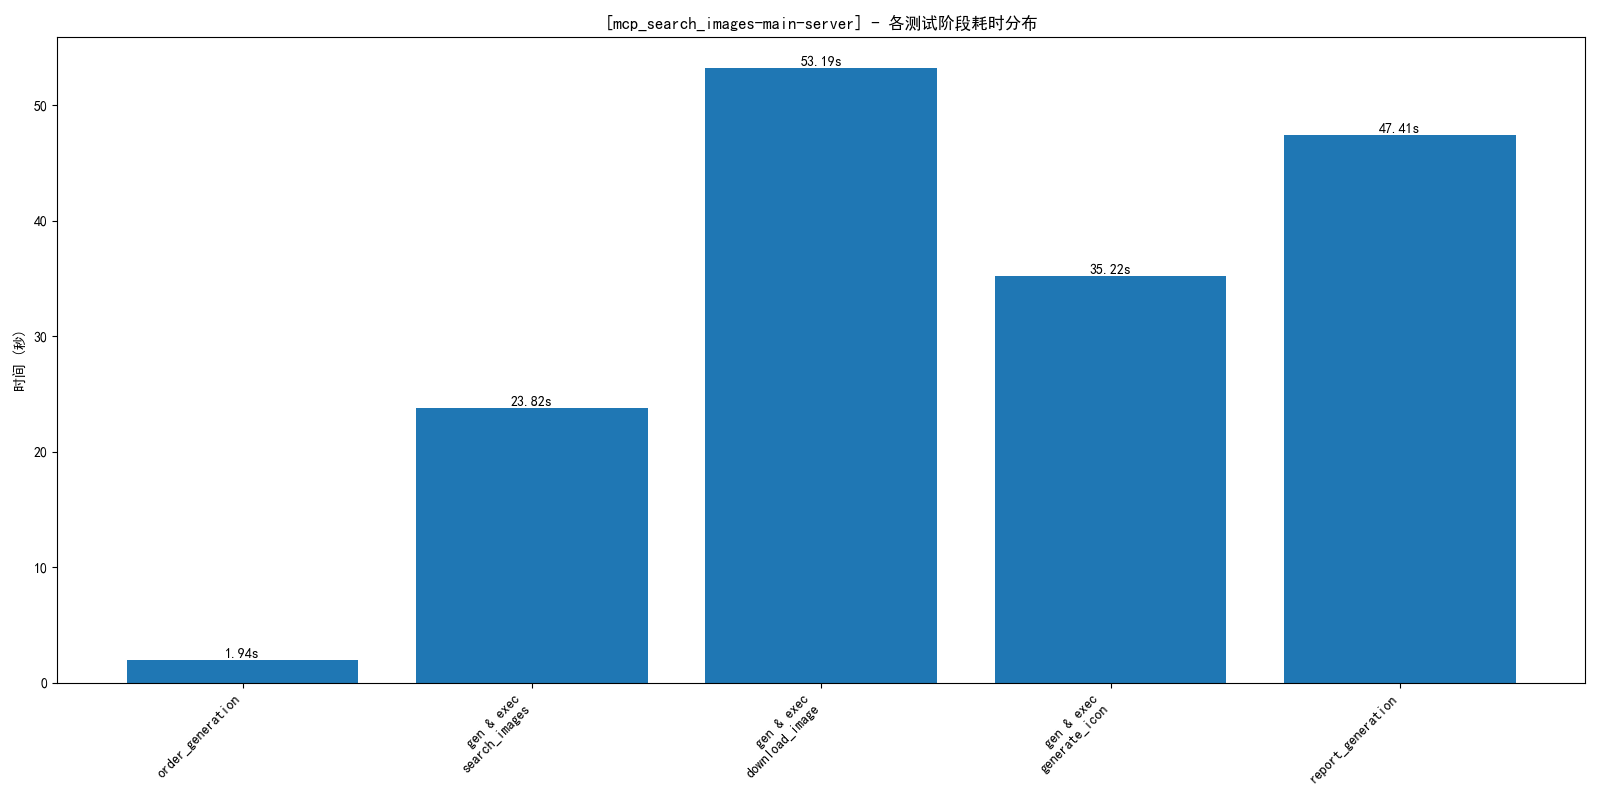 [mcp_search_images-main-server] - 各测试阶段耗时分布
时间 (秒)
50
40
30
20
10
0
1.94s
23.82s
53.19s
35.22s
47.41s
order_generation
gen & exec
search_images
gen & exec
download_image
gen & exec
generate_icon
report_generation